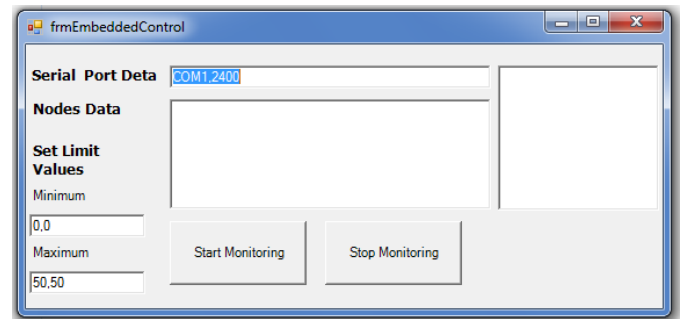 frmEmbeddedControl
Serial Port Deta
COM1,2400
Nodes Data
Set Limit
Values
Minimum
0,0
Maximum
50,50
Start Monitoring
Stop Monitoring